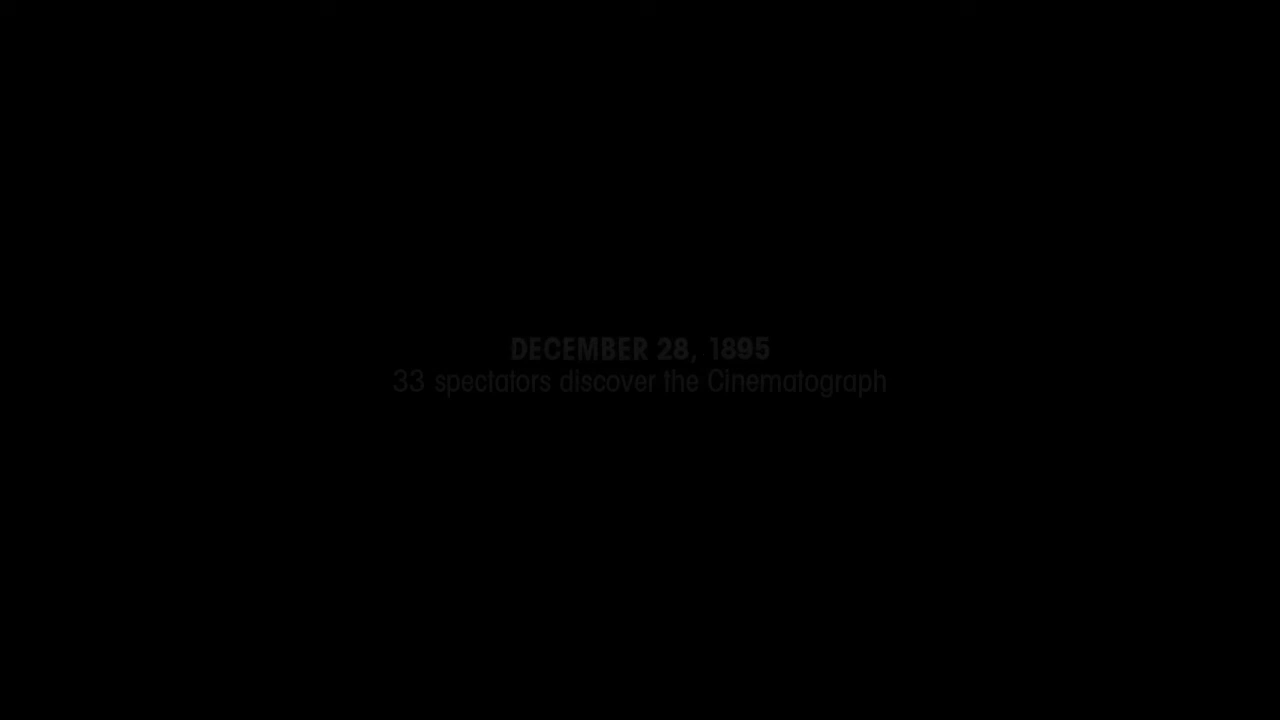 DECEMBER 28, 1895
33 spectators discover the Cinematograph